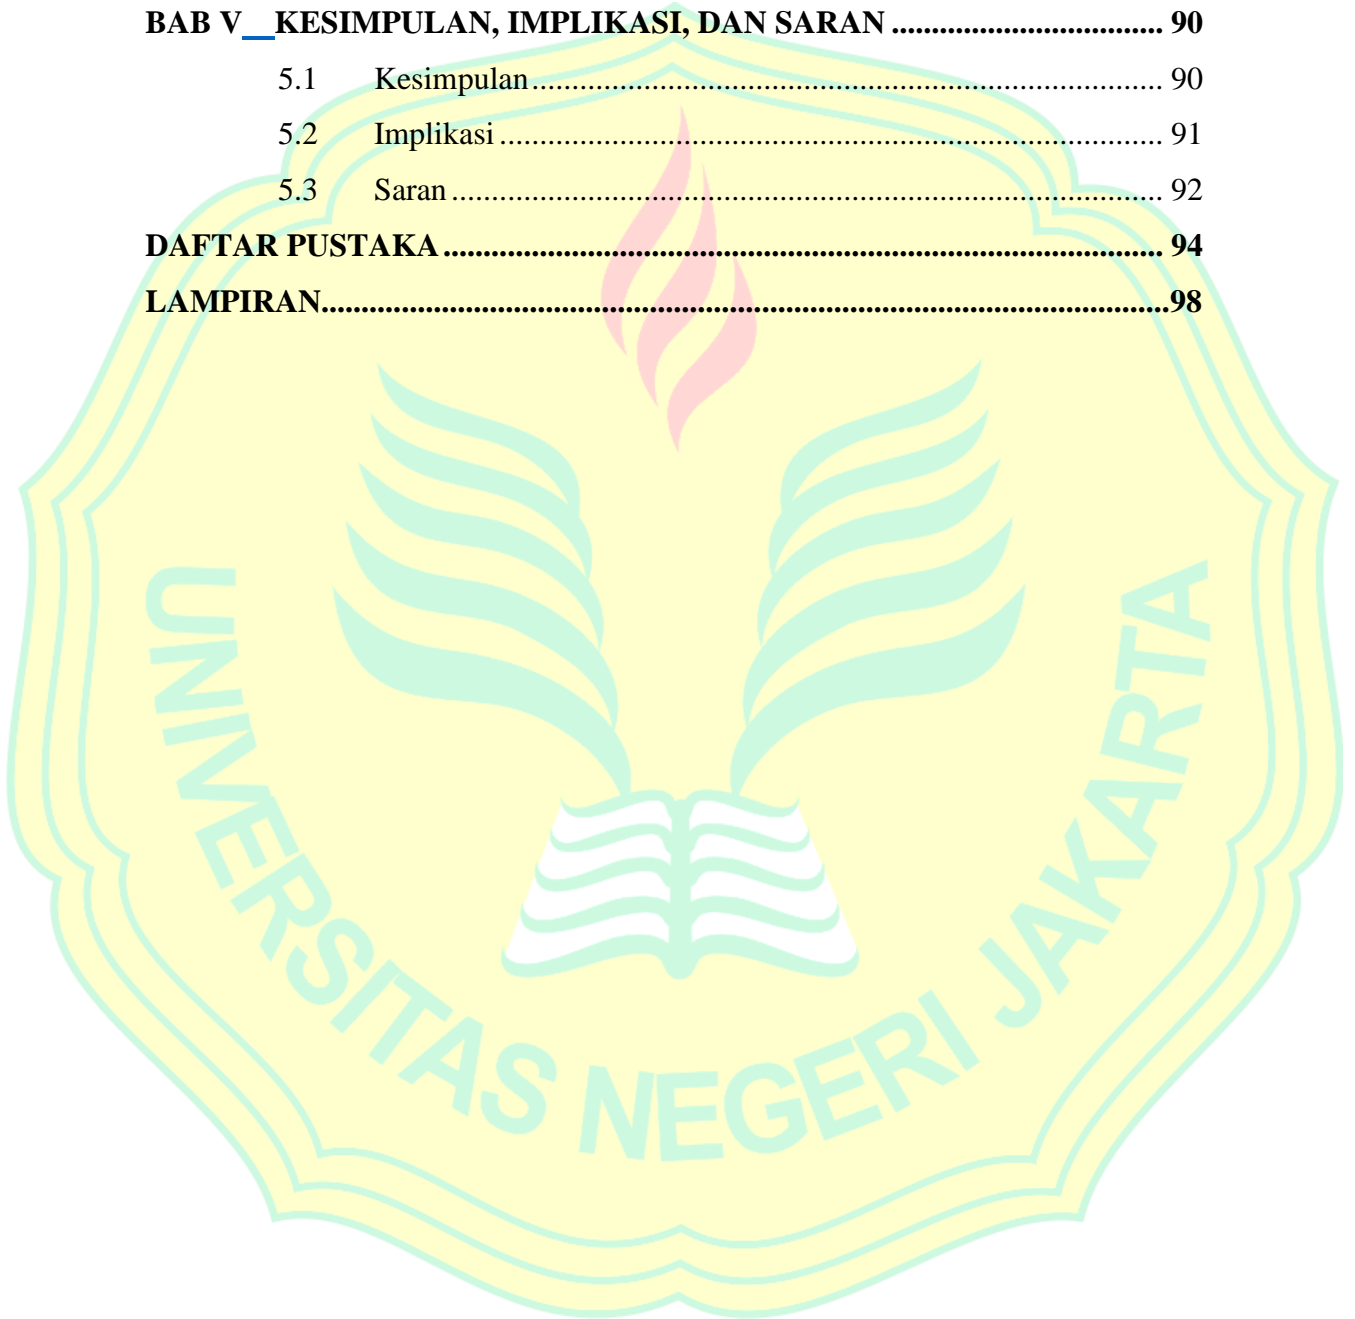 BAB V KESIMPULAN, IMPLIKASI, DAN SARAN ................................. 90
5.1 Kesimpulan ............................................................................. 90
5.2 Implikasi ................................................................................. 91
5.3 Saran ....................................................................................... 92
DAFTAR PUSTAKA ........................................................................................ 94
LAMPIRAN........................................................................................................98
UNIVERSITAS NEGERI JAKARTA